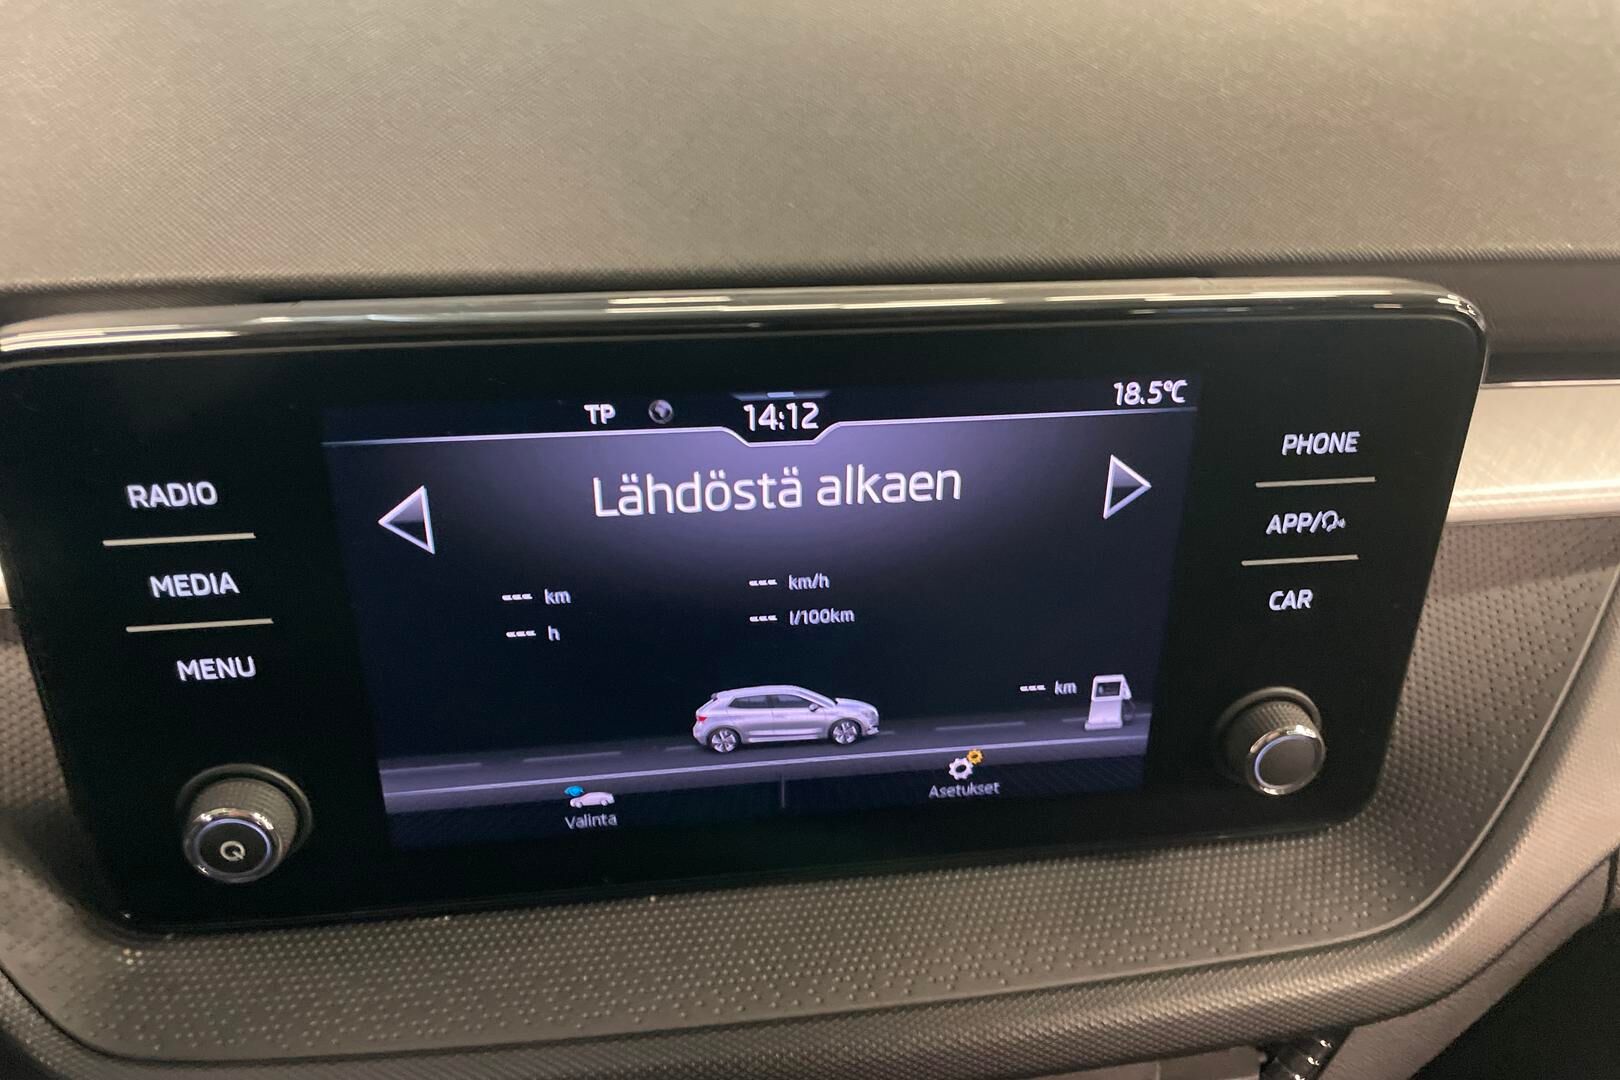 TP
14:12
18.5°C
Lähdöstä alkaen
--- km
--- h
--- km/h
--- l/100km
--- km
Valinta
Asetukset
RADIO
MEDIA
MENU
PHONE
APP/
CAR